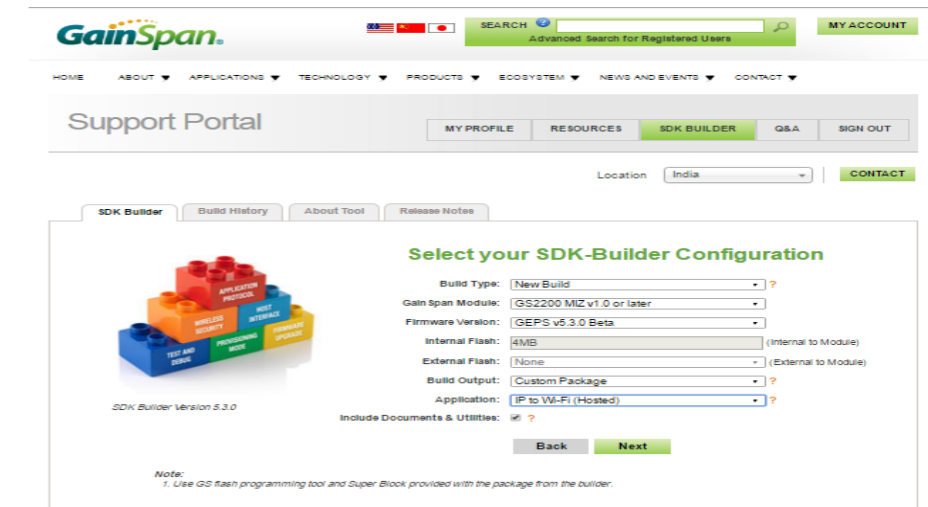 GainSpan.
SEARCH ?
Advanced Search for Registered Users
MY ACCOUNT
HOME ABOUT ▼ APPLICATIONS ▼ TECHNOLOGY ▼ PRODUCTS ▼ ECOSYSTEM ▼ NEWS AND EVENTS ▼ CONTACT ▼
Support Portal
MY PROFILE RESOURCES SDK BUILDER Q&A SIGN OUT
Location India CONTACT
SDK Builder Build History About Tool Release Notes
Select your SDK-Builder Configuration
APPLICATION
PROTOCOL
WIRELESS
SECURITY
HOST
INTERFACE
TEST AND
DEBUG
PROVISIONING
MODE
FIRMWARE
UPGRADE
SDK Builder Version 5.3.0
Build Type: New Build ?
GainSpan Module: GS2200 MIZ v1.0 or later
Firmware Version: GEPS v5.3.0 Beta
Internal Flash: 4MB (Internal to Module)
External Flash: None (External to Module)
Build Output: Custom Package ?
Application: IP to Wi-Fi (Hosted) ?
Include Documents & Utilities: ?
Back Next
Note:
1. Use GS flash programming tool and Super Block provided with the package from the builder.